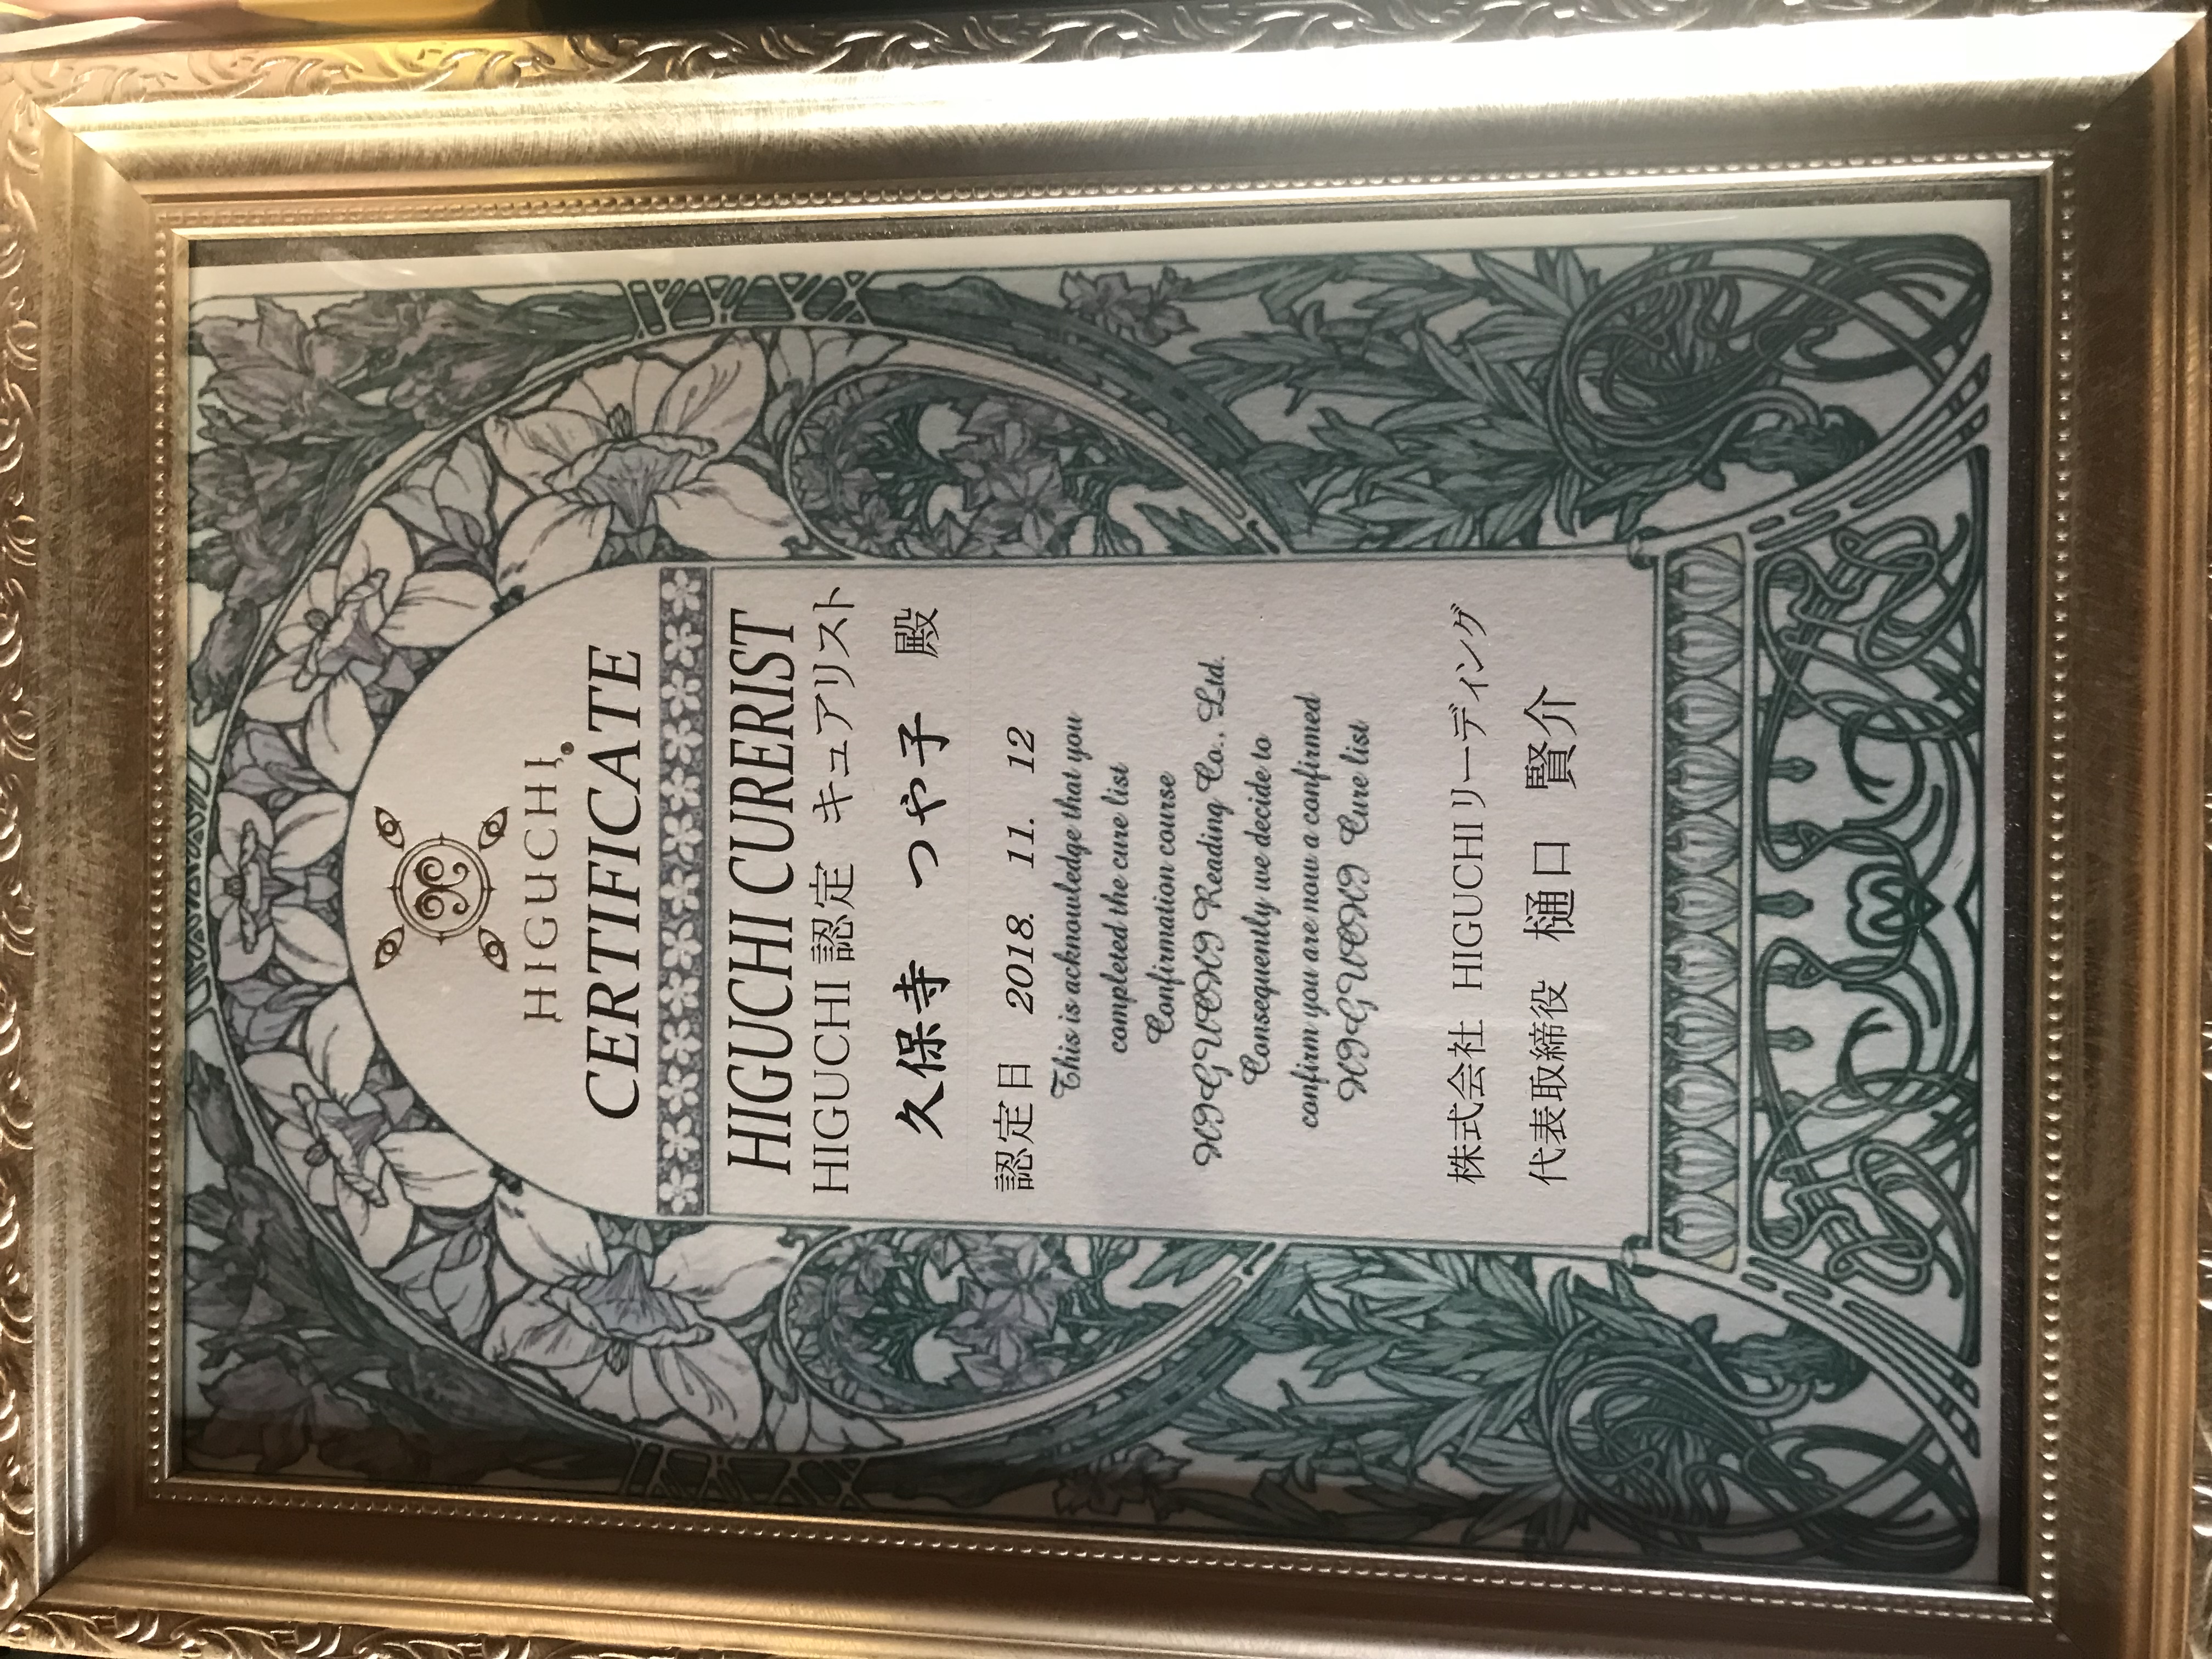 HIGUCHI
CERTIFICATE
HIGUCHI CURERIST
HIGUCHI 認定 キュアリスト
久保寺 つや子 殿
認定日 2018. 11. 12
This is acknowledge that you
completed the cure list
Confirmation course
HIGUCHI Reading Co., Ltd.
Consequently we decide to
confirm you are now a confirmed
HIGUCHI Cure list
株式会社 HIGUCHIリーディング
代表取締役 樋口 賢介